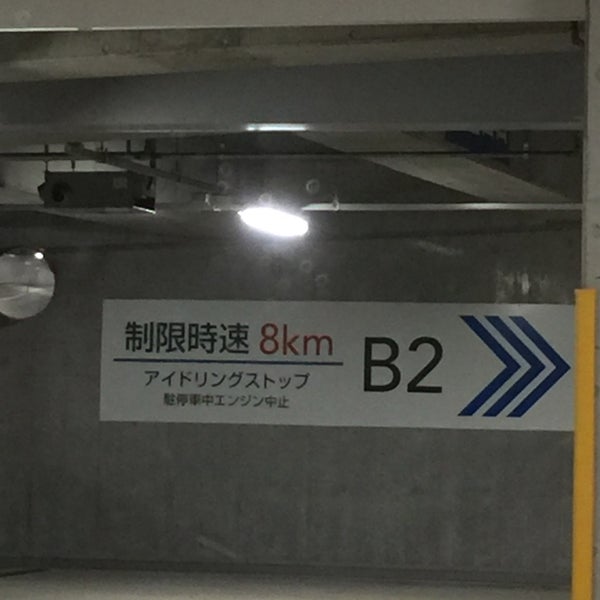 制限時速 8km
アイドリングストップ
駐停車中エンジン中止
B2